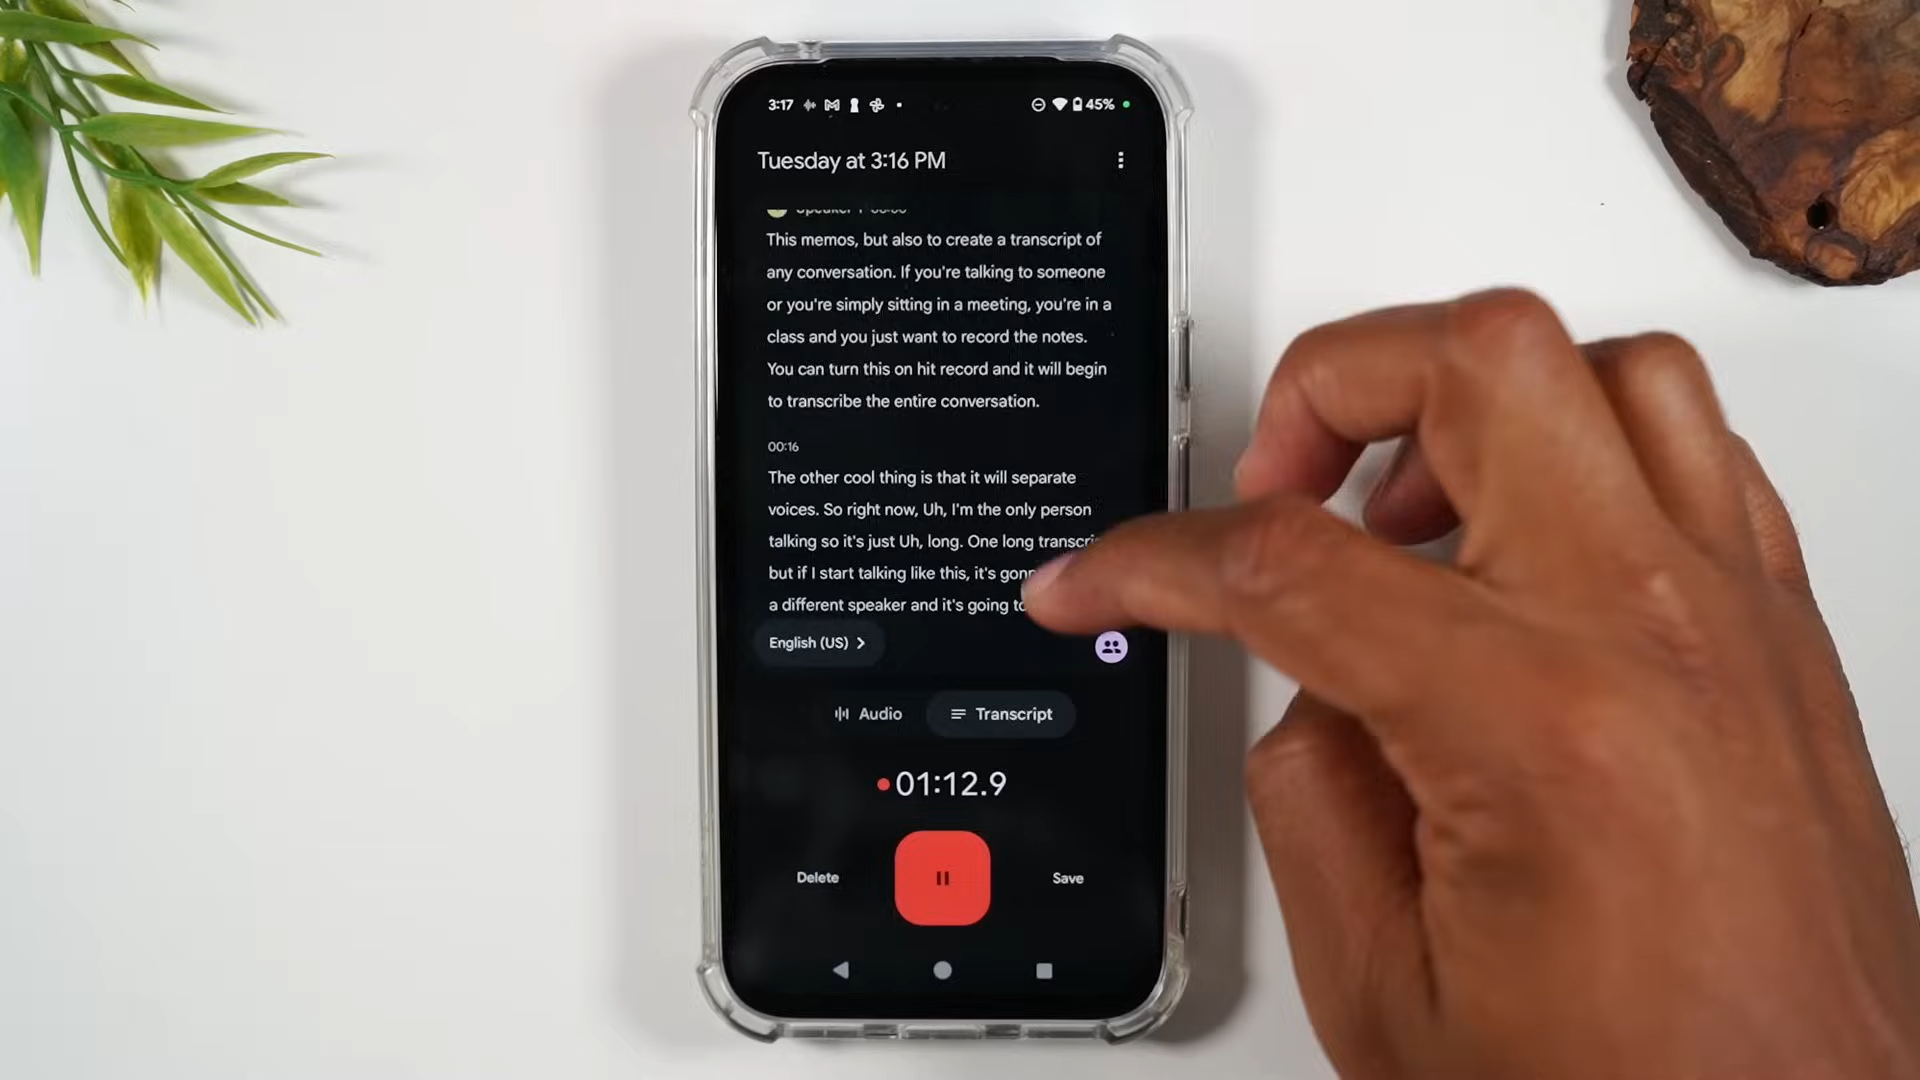 3:17
45%
Tuesday at 3:16 PM
Speaker 1 00:00
This memos, but also to create a transcript of
any conversation. If you're talking to someone
or you're simply sitting in a meeting, you're in a
class and you just want to record the notes.
You can turn this on hit record and it will begin
to transcribe the entire conversation.
00:16
The other cool thing is that it will separate
voices. So right now, Uh, I'm the only person
talking so it's just Uh, long. One long
but if I start talking like this, it's
a different speaker and it's going to
English (US)
Audio
Transcript
01:12.9
Delete
Save